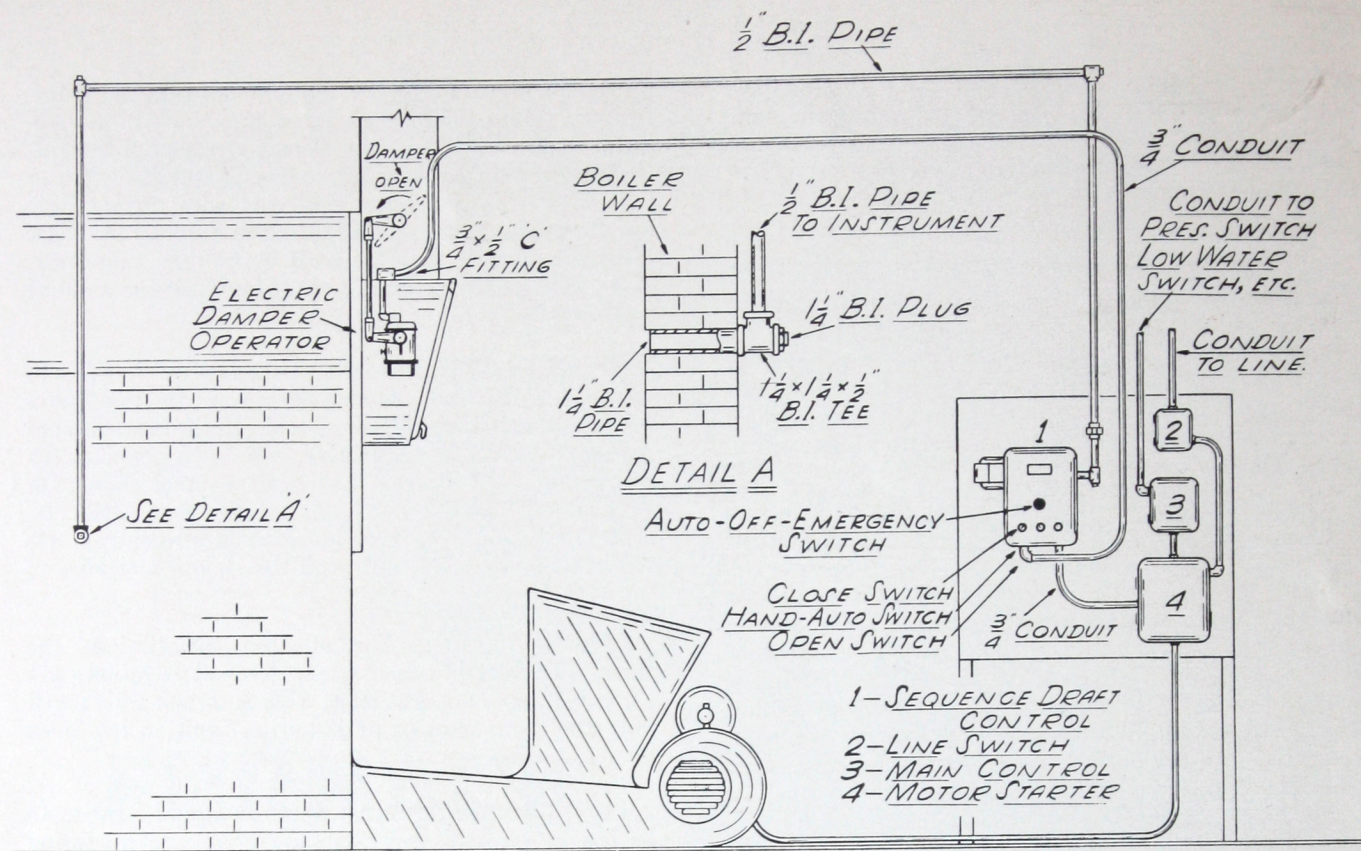 1/2" B.I. PIPE
DAMPER
OPEN
3/4" CONDUIT
BOILER
WALL
1/2" B.I. PIPE
TO INSTRUMENT
CONDUIT TO
PRES. SWITCH
LOW WATER
SWITCH, ETC.
3/4" x 1/2" 'C'
FITTING
ELECTRIC
DAMPER
OPERATOR
1 1/4" B.I. PLUG
CONDUIT
TO LINE.
1 1/4" B.I.
PIPE
1 1/4 x 1 1/4 x 1/2"
B.I. TEE
DETAIL A
1
2
3
4
SEE DETAIL 'A'
AUTO-OFF-EMERGENCY
SWITCH
CLOSE SWITCH
HAND-AUTO SWITCH
OPEN SWITCH
3/4" CONDUIT
1-SEQUENCE DRAFT
CONTROL
2-LINE SWITCH
3-MAIN CONTROL
4-MOTOR STARTER